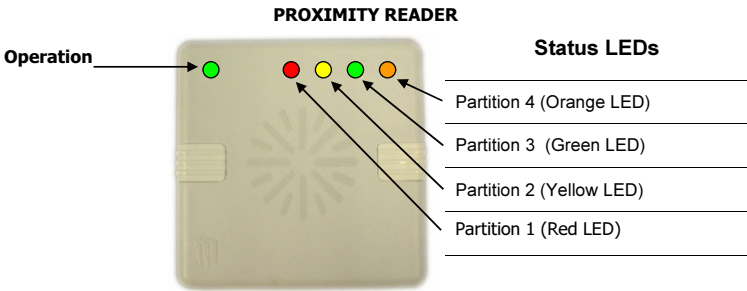 PROXIMITY READER
Operation
Status LEDs
Partition 4 (Orange LED)
Partition 3  (Green LED)
Partition 2 (Yellow LED)
Partition 1 (Red LED)